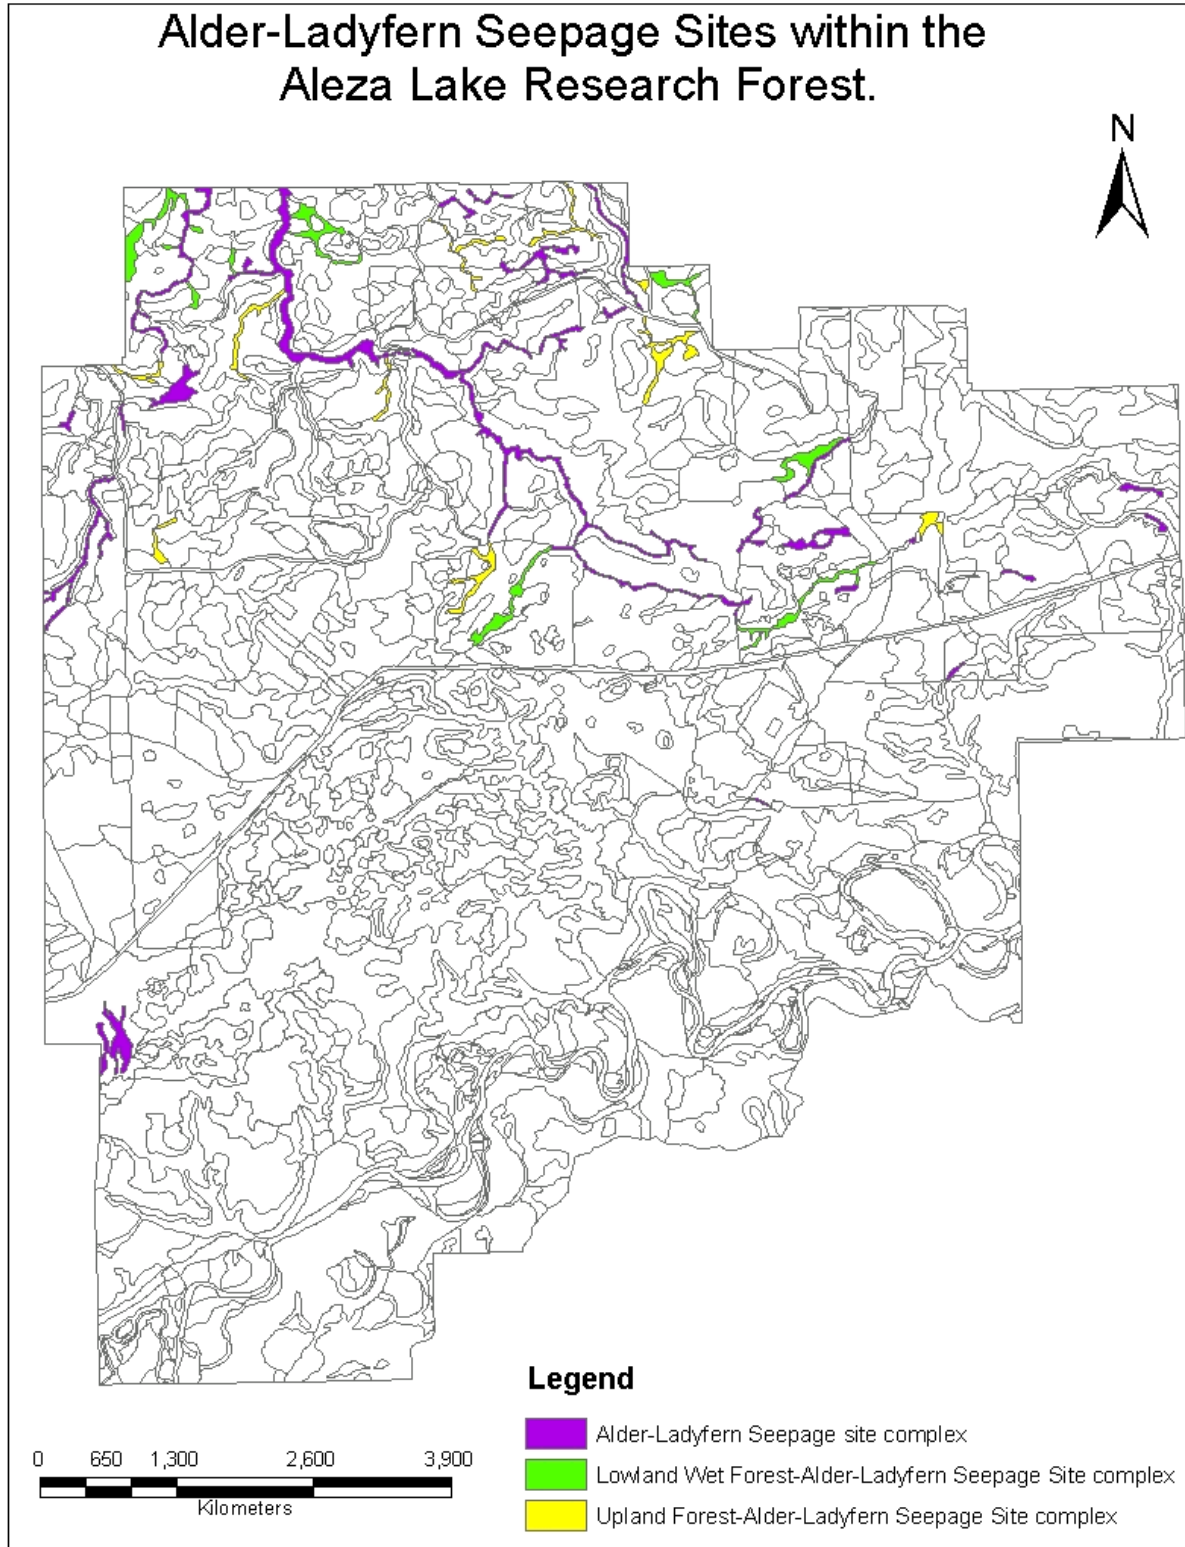 Alder-Ladyfern Seepage Sites within the
Aleza Lake Research Forest.
N
Legend
Alder-Ladyfern Seepage site complex
Lowland Wet Forest-Alder-Ladyfern Seepage Site complex
Upland Forest-Alder-Ladyfern Seepage Site complex
0 650 1,300 2,600 3,900
Kilometers